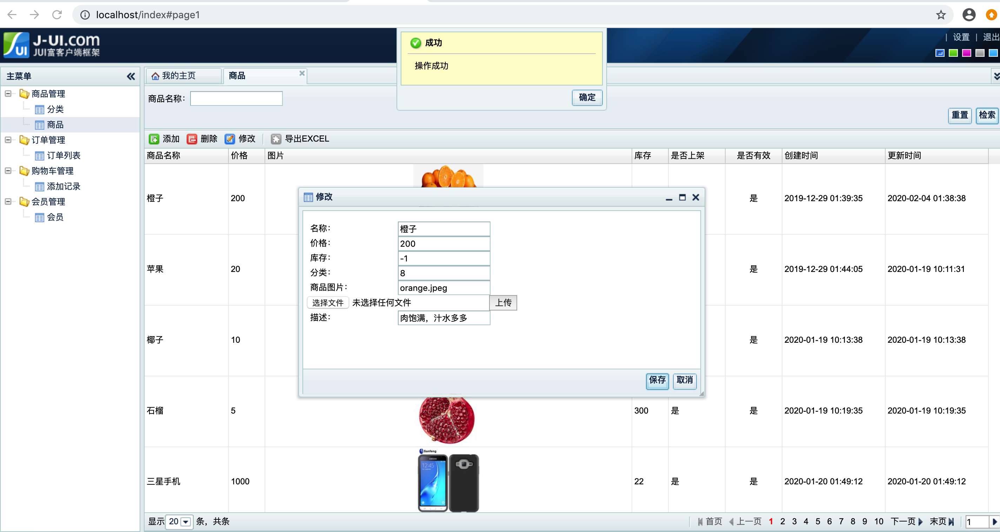 localhost/index#page1
J-UI.com
JUI富客户端框架
成功
操作成功
确定
| 设置 | 退出
主菜单
商品管理
分类
商品
订单管理
订单列表
购物车管理
添加记录
会员管理
会员
我的主页 商品
商品名称：
重置 检索
添加 删除 修改 导出EXCEL
商品名称 价格 图片 库存 是否上架 是否有效 创建时间 更新时间
橙子 200 是 2019-12-29 01:39:35 2020-02-04 01:38:38
苹果 20 是 2019-12-29 01:44:05 2020-01-19 10:11:31
椰子 10 是 2020-01-19 10:13:38 2020-01-19 10:13:38
石榴 5 300 是 是 2020-01-19 10:19:35 2020-01-19 10:19:35
Sanfeng
SAMSUNG
12:45
三星手机 1000 22 是 是 2020-01-20 01:49:12 2020-01-20 01:49:12
修改
名称： 橙子
价格： 200
库存： -1
分类： 8
商品图片： orange.jpeg
选择文件 未选择任何文件 上传
描述： 肉饱满，汁水多多
保存 取消
显示 20 条，共条
首页 上一页 1 2 3 4 5 6 7 8 9 10 下一页 末页 1